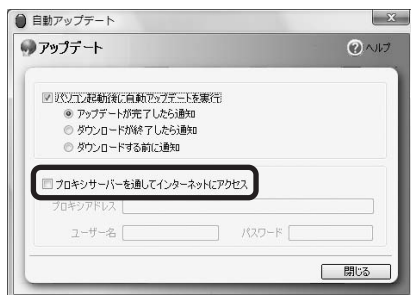 自動アップデート
アップデート
ヘルプ
パソコン起動後に自動アップデートを実行
アップデートが完了したら通知
ダウンロードが終了したら通知
ダウンロードする前に通知
プロキシサーバーを通してインターネットにアクセス
プロキシアドレス
ユーザー名 パスワード
閉じる